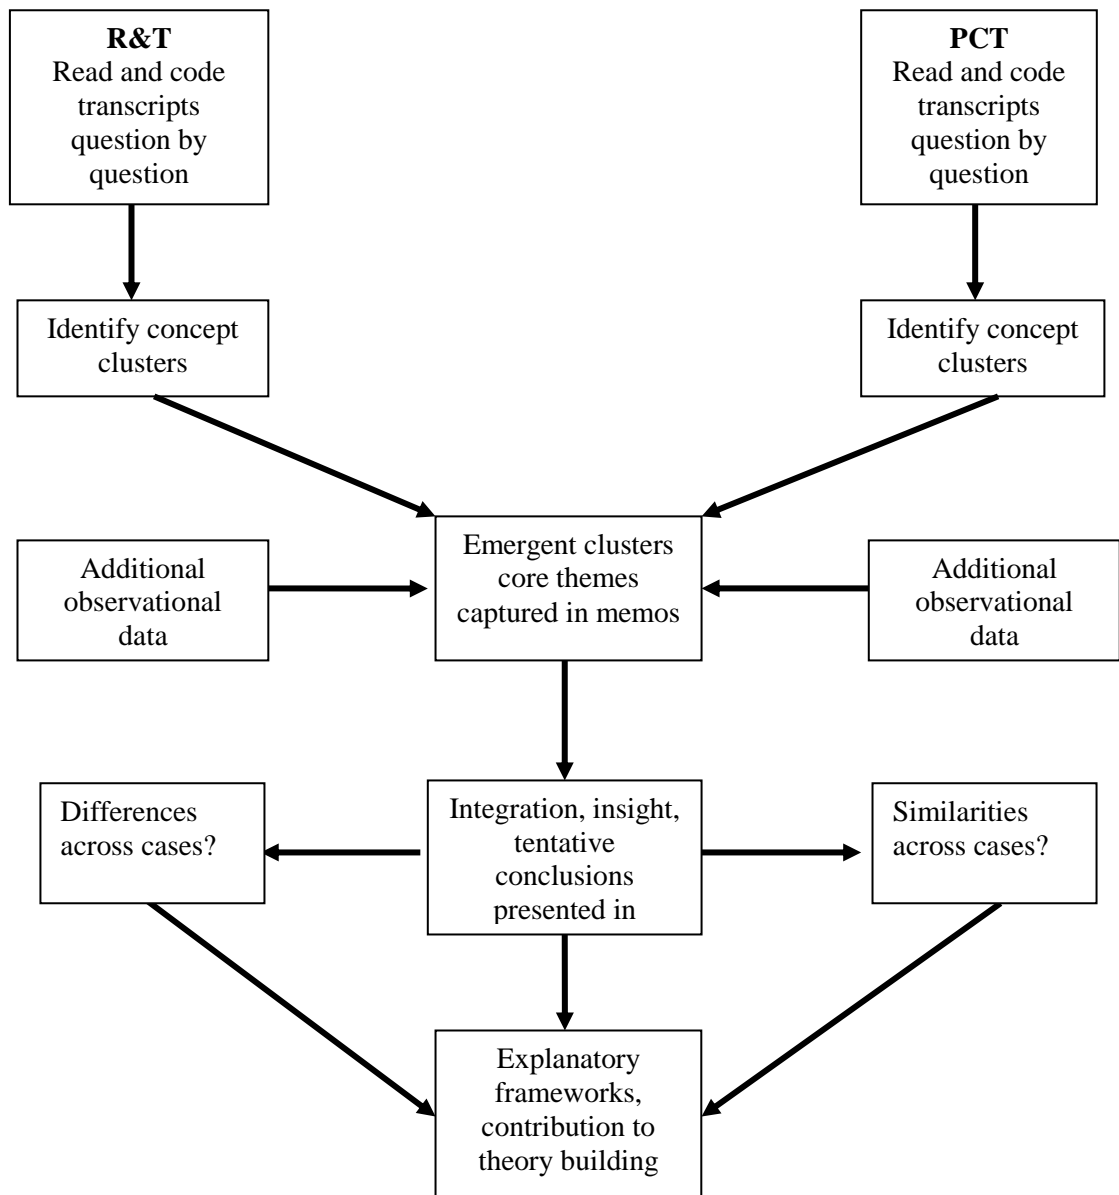 R&T
Read and code
transcripts
question by
question
PCT
Read and code
transcripts
question by
question
Identify concept
clusters
Identify concept
clusters
Emergent clusters
core themes
captured in memos
Additional
observational
data
Additional
observational
data
Differences
across cases?
Integration, insight,
tentative
conclusions
presented in
Similarities
across cases?
Explanatory
frameworks,
contribution to
theory building